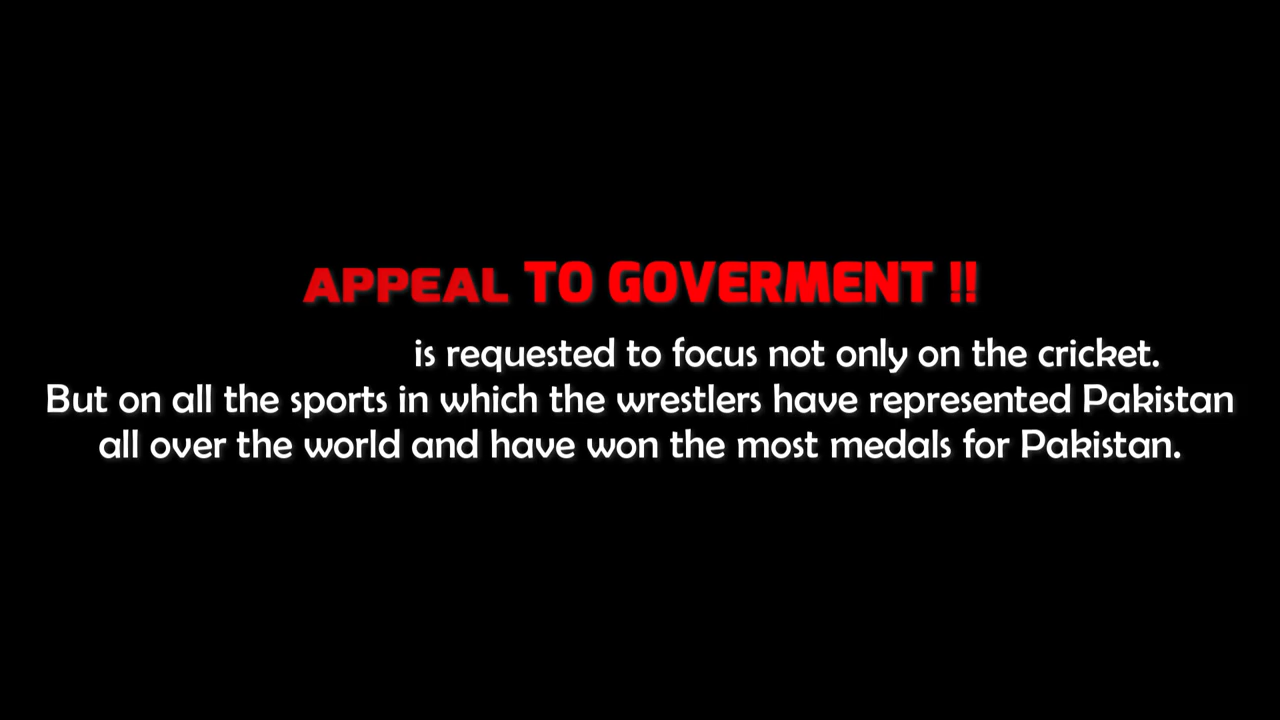 APPEAL TO GOVERMENT !!
is requested to focus not only on the cricket.
But on all the sports in which the wrestlers have represented Pakistan
all over the world and have won the most medals for Pakistan.